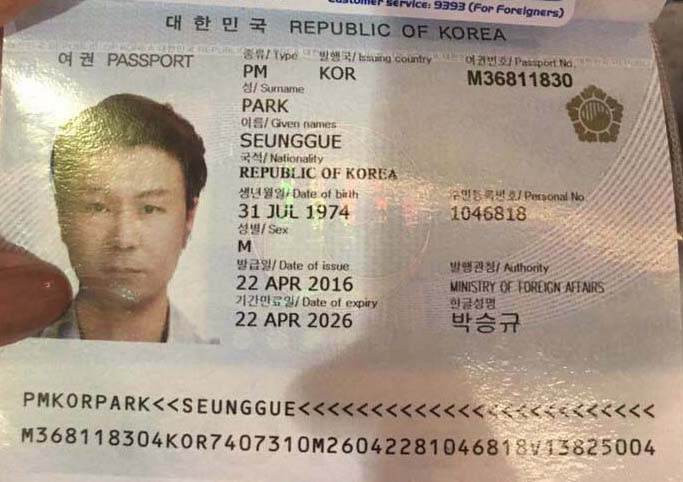 Customer service: 9393 (For Foreigners)
대한민국 REPUBLIC OF KOREA
여권 PASSPORT
종류/Type 발행국/Issuing country 여권번호/Passport No.
PM KOR M36811830
성/Surname
PARK
이름/Given names
SEUNGGUE
국적/Nationality
REPUBLIC OF KOREA
생년월일/Date of birth 주민등록번호/Personal No.
31 JUL 1974 1046818
성별/Sex
M
발급일/Date of issue 발행관청/Authority
22 APR 2016 MINISTRY OF FOREIGN AFFAIRS
기간만료일/Date of expiry 한글성명
22 APR 2026 박승규
PMKORPARK<<SEUNGGUE<<<<<<<<<<<<<<<<<<<<<<<<<
M368118304KOR7407310M26042281046818V13825004